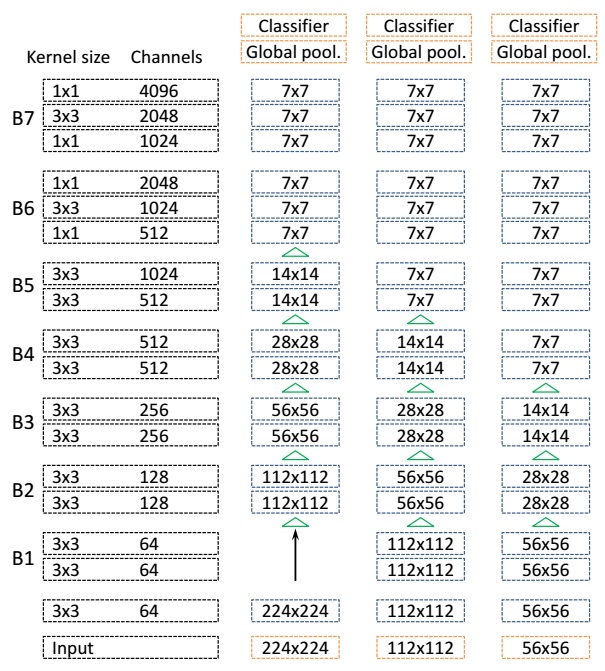 Classifier Classifier Classifier
Kernel size Channels Global pool. Global pool. Global pool.
1x1 4096 7x7 7x7 7x7
B7 3x3 2048 7x7 7x7 7x7
1x1 1024 7x7 7x7 7x7
1x1 2048 7x7 7x7 7x7
B6 3x3 1024 7x7 7x7 7x7
1x1 512 7x7 7x7 7x7
B5 3x3 1024 14x14 7x7 7x7
3x3 512 14x14 7x7 7x7
B4 3x3 512 28x28 14x14 7x7
3x3 512 28x28 14x14 7x7
B3 3x3 256 56x56 28x28 14x14
3x3 256 56x56 28x28 14x14
B2 3x3 128 112x112 56x56 28x28
3x3 128 112x112 56x56 28x28
B1 3x3 64 112x112 56x56
3x3 64 112x112 56x56
3x3 64 224x224 112x112 56x56
Input 224x224 112x112 56x56